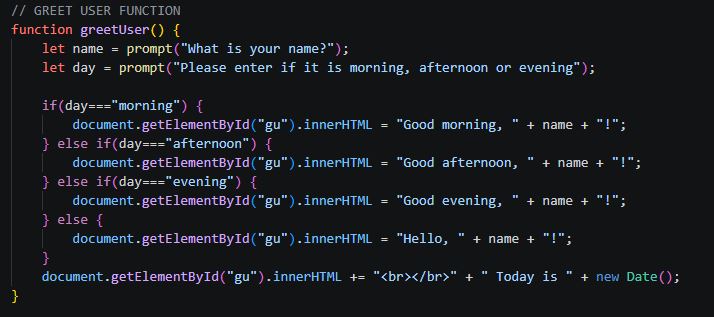 // GREET USER FUNCTION
function greetUser() {
    let name = prompt("What is your name?");
    let day = prompt("Please enter if it is morning, afternoon or evening");

    if(day==="morning") {
        document.getElementById("gu").innerHTML = "Good morning, " + name + "!";
    } else if(day==="afternoon") {
        document.getElementById("gu").innerHTML = "Good afternoon, " + name + "!";
    } else if(day==="evening") {
        document.getElementById("gu").innerHTML = "Good evening, " + name + "!";
    } else {
        document.getElementById("gu").innerHTML = "Hello, " + name + "!";
    }
    document.getElementById("gu").innerHTML += "<br></br>" + " Today is " + new Date();
}